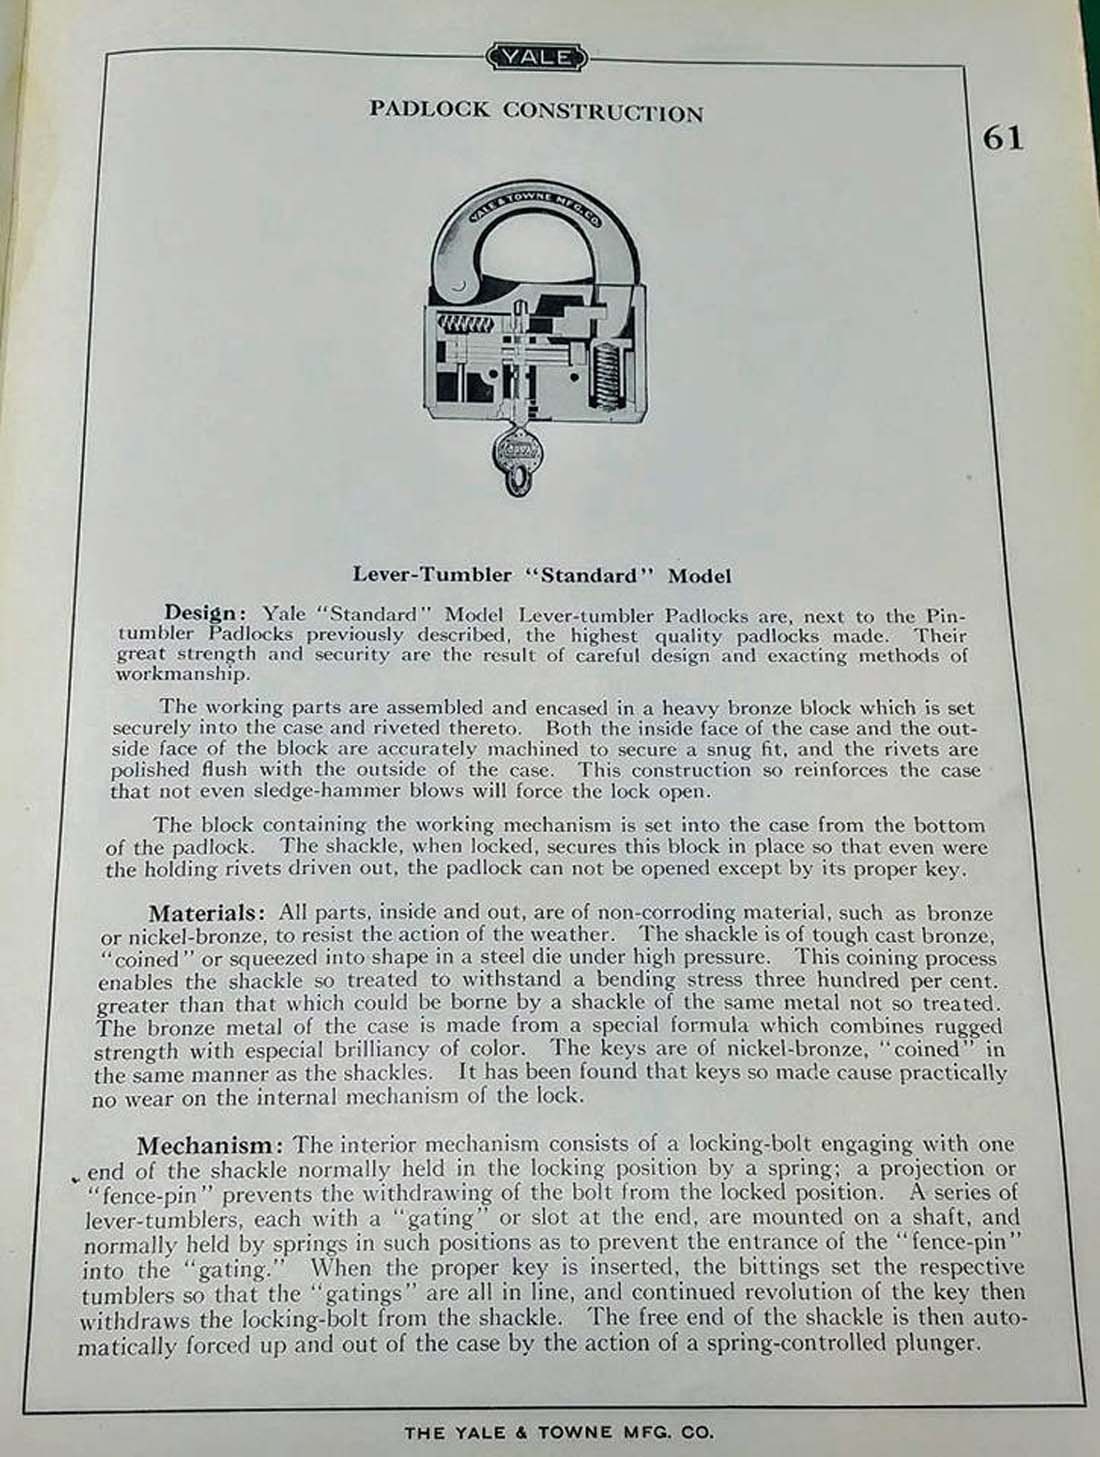 YALE
PADLOCK CONSTRUCTION
61
YALE & TOWNE MFG. CO.
Lever-Tumbler "Standard" Model
Design: Yale "Standard" Model Lever-tumbler Padlocks are, next to the Pin-
tumbler Padlocks previously described, the highest quality padlocks made. Their
great strength and security are the result of careful design and exacting methods of
workmanship.
The working parts are assembled and encased in a heavy bronze block which is set
securely into the case and riveted thereto. Both the inside face of the case and the out-
side face of the block are accurately machined to secure a snug fit, and the rivets are
polished flush with the outside of the case. This construction so reinforces the case
that not even sledge-hammer blows will force the lock open.
The block containing the working mechanism is set into the case from the bottom
of the padlock. The shackle, when locked, secures this block in place so that even were
the holding rivets driven out, the padlock can not be opened except by its proper key.
Materials: All parts, inside and out, are of non-corroding material, such as bronze
or nickel-bronze, to resist the action of the weather. The shackle is of tough cast bronze,
"coined" or squeezed into shape in a steel die under high pressure. This coining process
enables the shackle so treated to withstand a bending stress three hundred per cent.
greater than that which could be borne by a shackle of the same metal not so treated.
The bronze metal of the case is made from a special formula which combines rugged
strength with especial brilliancy of color. The keys are of nickel-bronze, "coined" in
the same manner as the shackles. It has been found that keys so made cause practically
no wear on the internal mechanism of the lock.
Mechanism: The interior mechanism consists of a locking-bolt engaging with one
end of the shackle normally held in the locking position by a spring; a projection or
"fence-pin" prevents the withdrawing of the bolt from the locked position. A series of
lever-tumblers, each with a "gating" or slot at the end, are mounted on a shaft, and
normally held by springs in such positions as to prevent the entrance of the "fence-pin"
into the "gating." When the proper key is inserted, the bittings set the respective
tumblers so that the "gatings" are all in line, and continued revolution of the key then
withdraws the locking-bolt from the shackle. The free end of the shackle is then auto-
matically forced up and out of the case by the action of a spring-controlled plunger.
THE YALE & TOWNE MFG. CO.